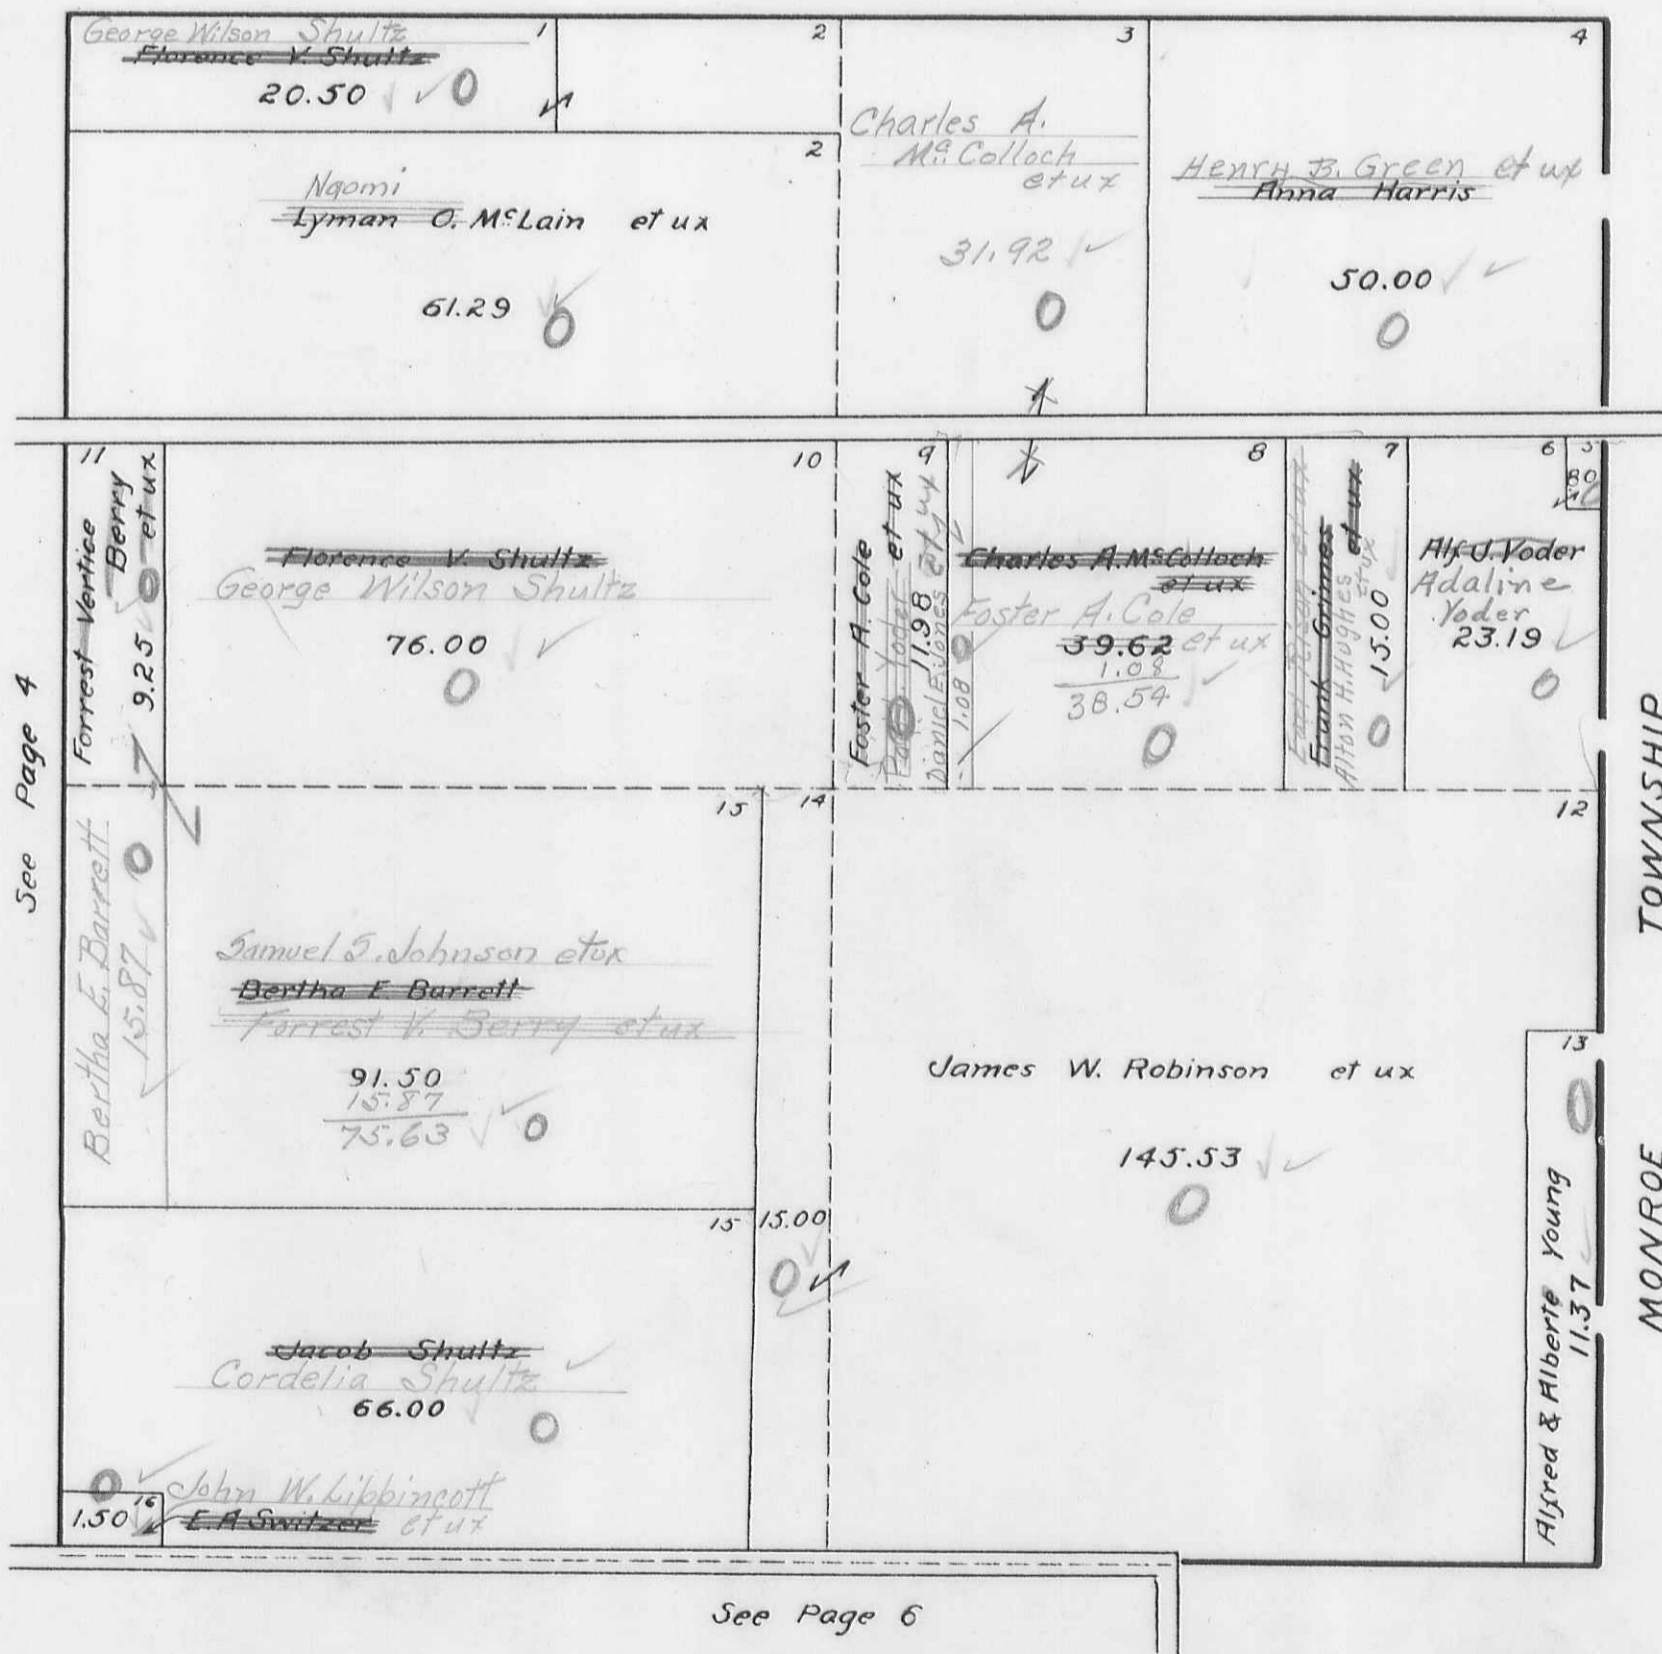 George Wilson Shultz
Florence V. Shultz
20.50
1
2
2
Naomi
Lyman O. McLain et ux
61.29
3
Charles A.
McColloch
et ux
31.92
4
Henry B. Green et ux
Anna Harris
50.00
11
Forrest Vertice
Berry
9.25 et ux
10
Florence V. Shultz
George Wilson Shultz
76.00
9
Foster A. Cole
Yoder et ux
11.98
Daniel E. Jones et ux
1.08
8
Charles A. McColloch
et ux
Foster A. Cole
39.62 et ux
1.08
38.54
7
et ux
Frank Grimes et ux
Alton H. Hughes et ux
15.00
6
Alf J. Yoder
Adaline
Yoder
23.19
5
80
See Page 4
Bertha E. Barrett
15.87
15
Samuel S. Johnson et ux
Bertha E. Barrett
Forrest V. Berry et ux
91.50
15.87
75.63
14
15.00
12
James W. Robinson et ux
145.53
13
Alfred & Alberte Young
11.37
TOWNSHIP
MONROE
15
Jacob Shultz
Cordelia Shultz
66.00
16
1.50
John W. Lippincott
E. A. Switzer et ux
See Page 6